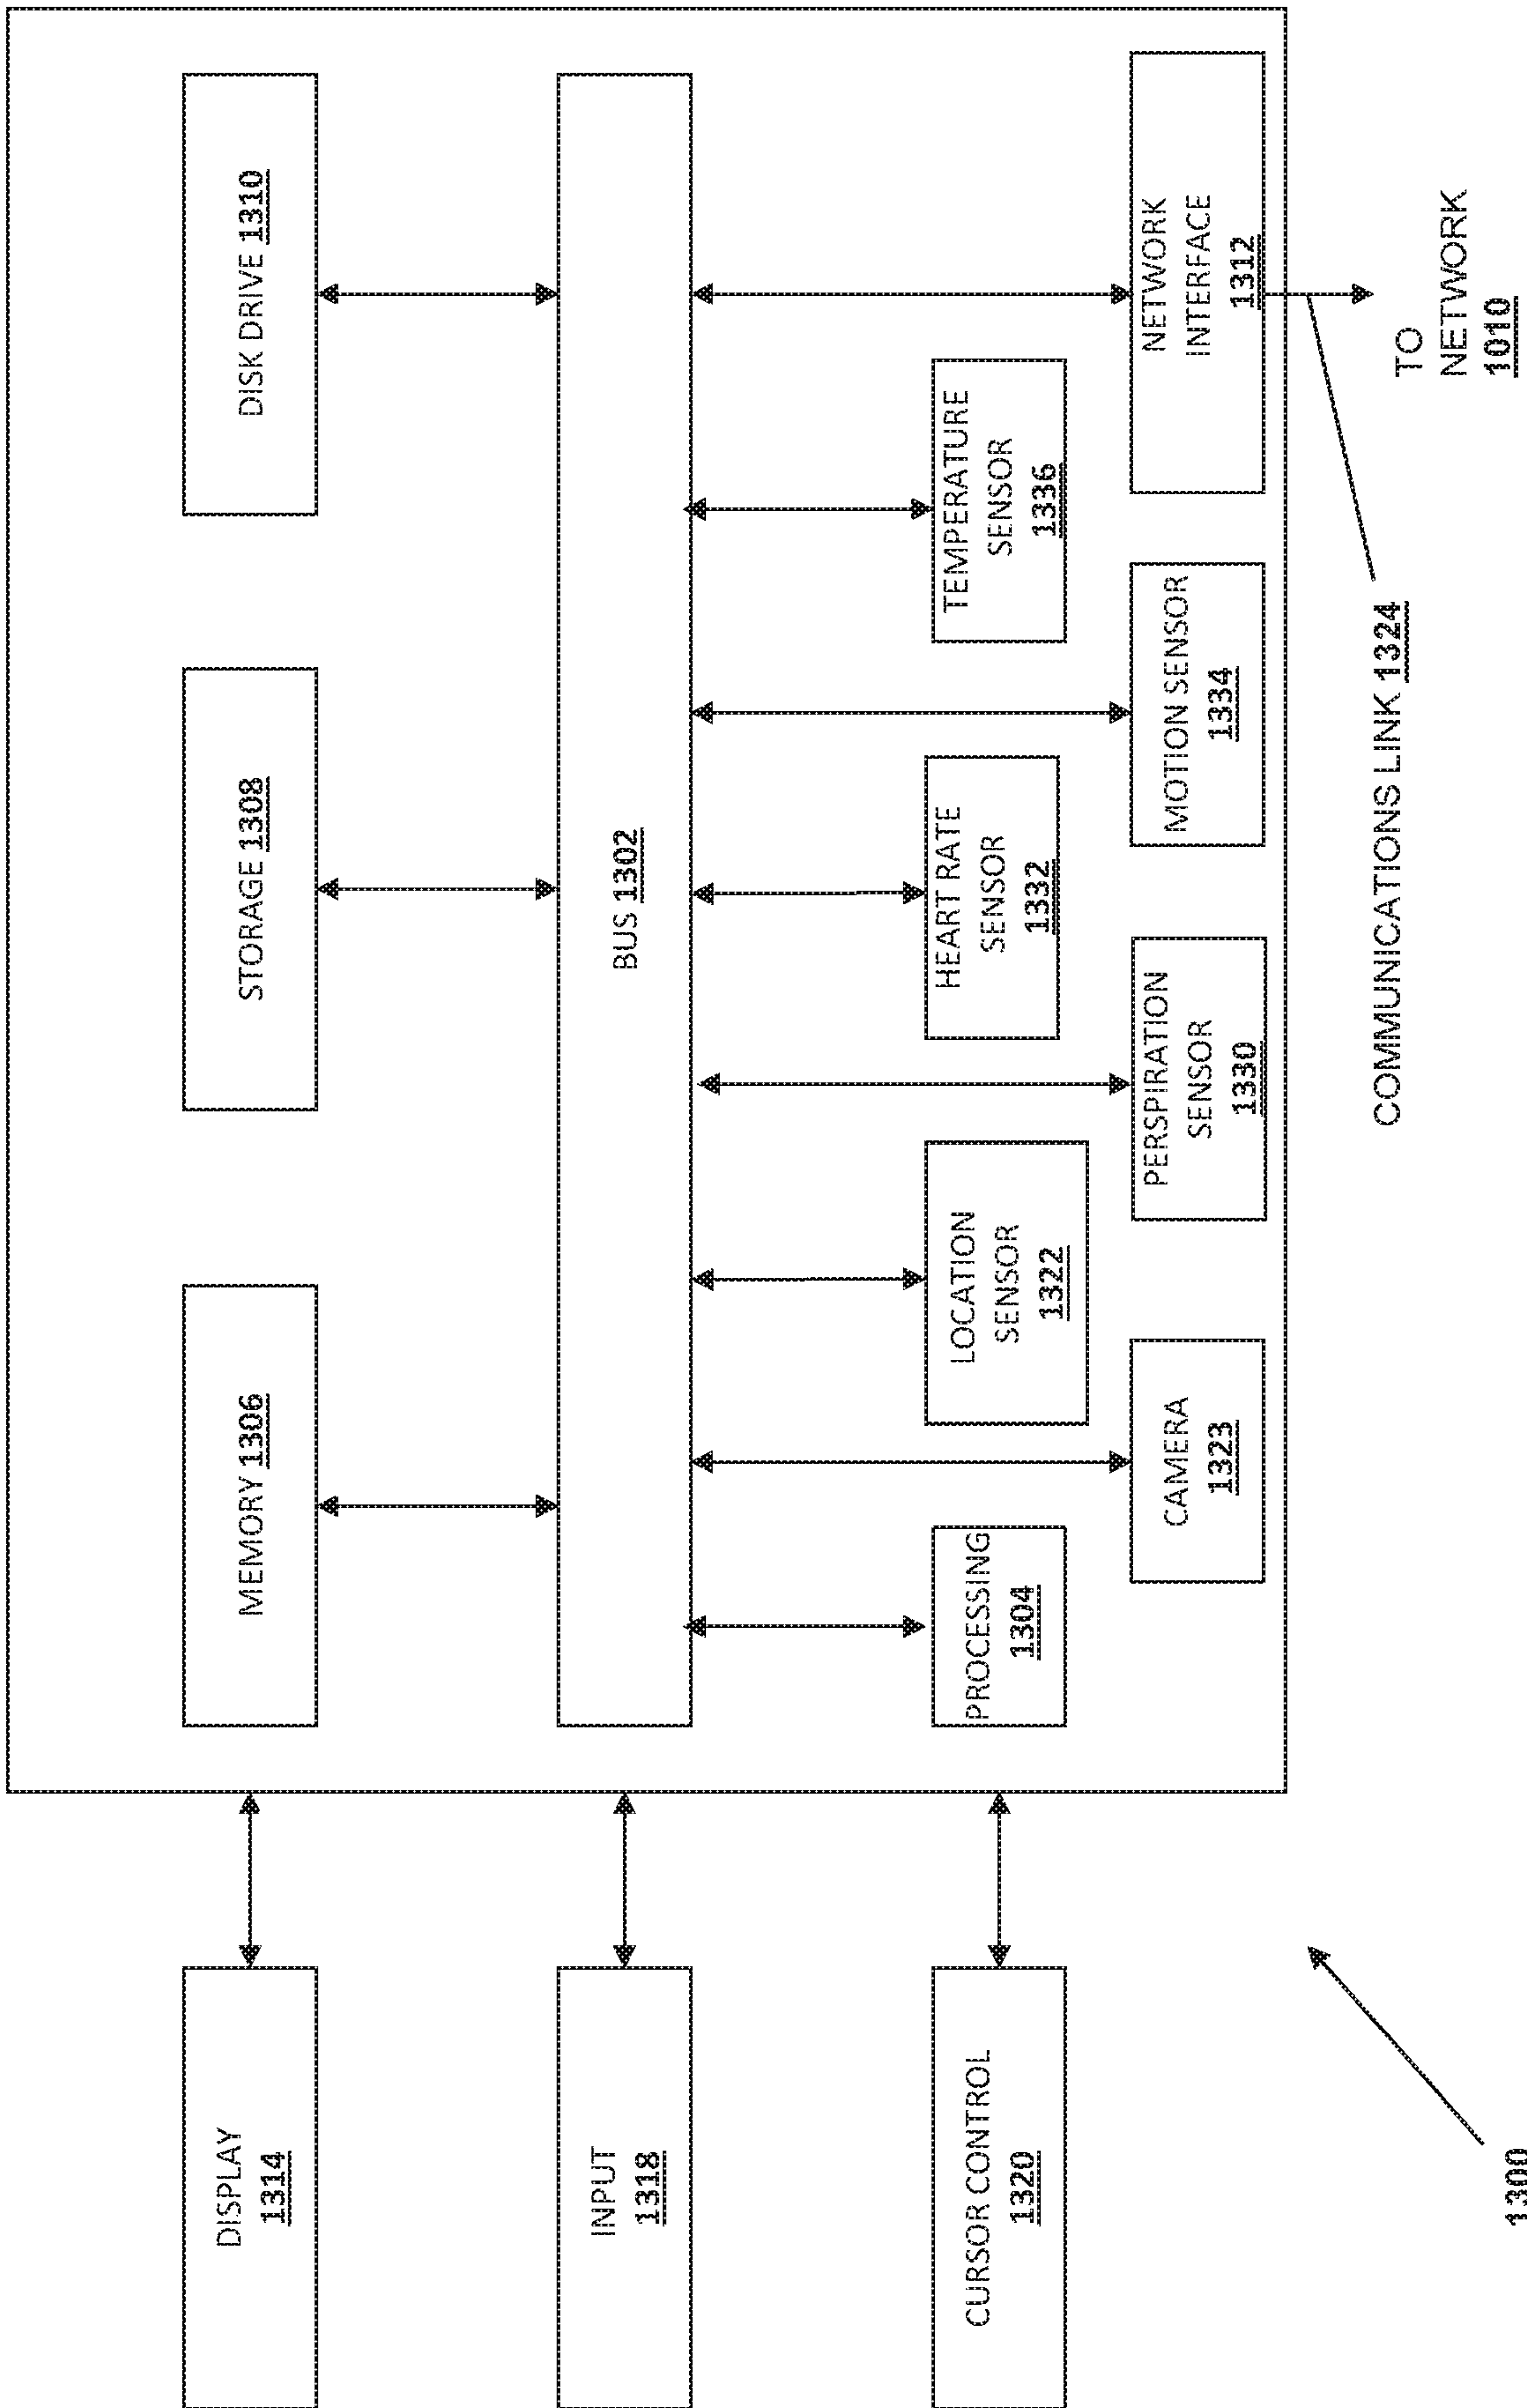 DISPLAY
1314
INPUT
1318
CURSOR CONTROL
1320
MEMORY 1306
STORAGE 1308
DISK DRIVE 1310
BUS 1302
PROCESSING
1304
CAMERA
1323
LOCATION
SENSOR
1322
PERSPIRATION
SENSOR
1330
HEART RATE
SENSOR
1332
MOTION SENSOR
1334
TEMPERATURE
SENSOR
1336
NETWORK
INTERFACE
1312
COMMUNICATIONS LINK 1324
TO
NETWORK
1010
1300